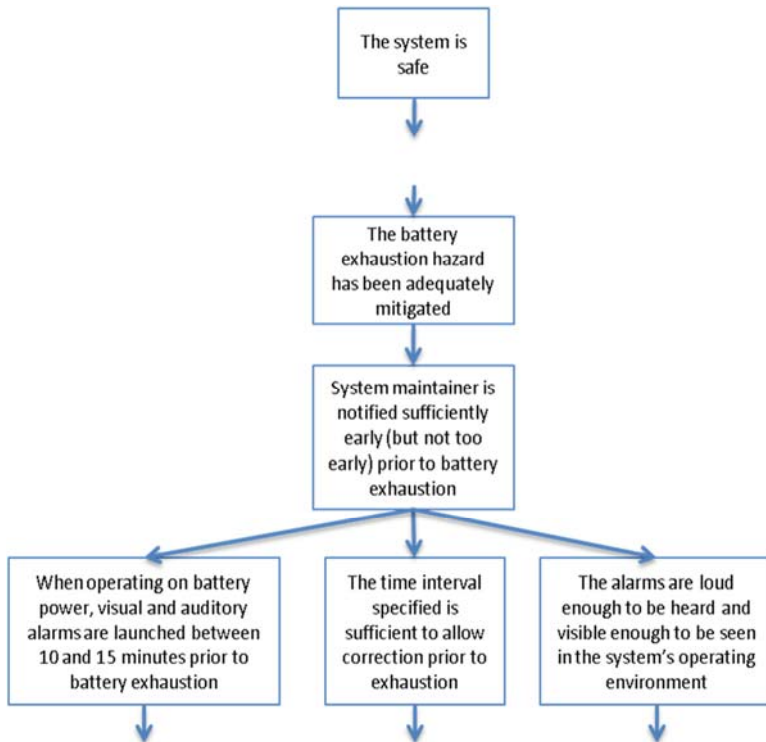 The system is
safe
The battery
exhaustion hazard
has been adequately
mitigated
System maintainer is
notified sufficiently
early (but not too
early) prior to battery
exhaustion
When operating on battery
power, visual and auditory
alarms are launched between
10 and 15 minutes prior to
battery exhaustion
The time interval
specified is
sufficient to allow
correction prior to
exhaustion
The alarms are loud
enough to be heard and
visible enough to be seen
in the system's operating
environment